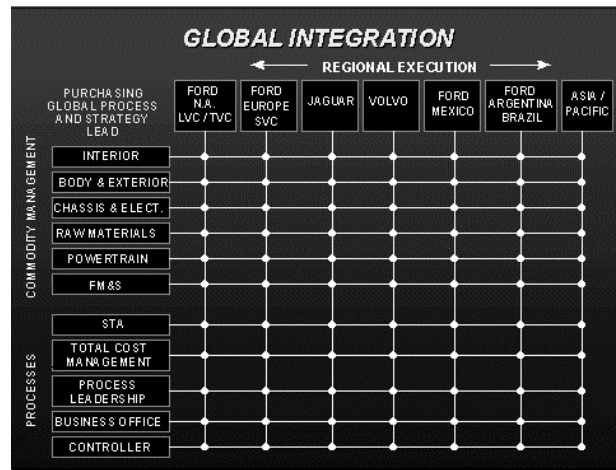 GLOBAL INTEGRATION
REGIONAL EXECUTION
PURCHASING
GLOBAL PROCESS
AND STRATEGY
LEAD
FORD
N.A.
LVC / TVC
FORD
EUROPE
SVC
JAGUAR
VOLVO
FORD
MEXICO
FORD
ARGENTINA
BRAZIL
ASIA /
PACIFIC
COMMODITY MANAGEMENT
INTERIOR
BODY & EXTERIOR
CHASSIS & ELECT.
RAW MATERIALS
POWERTRAIN
FM&S
PROCESSES
STA
TOTAL COST
MANAGEMENT
PROCESS
LEADERSHIP
BUSINESS OFFICE
CONTROLLER